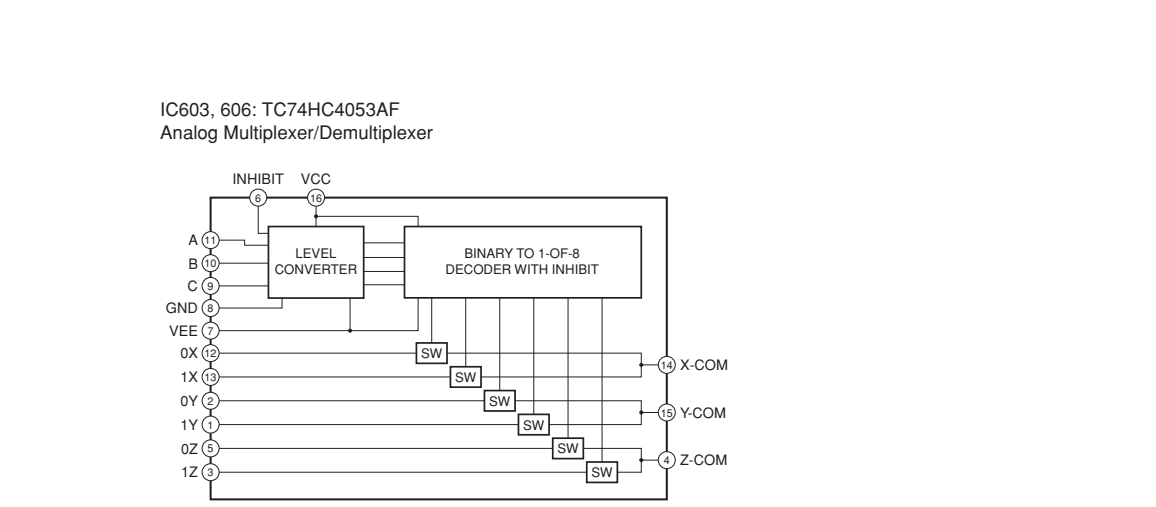 IC603, 606: TC74HC4053AF
Analog Multiplexer/Demultiplexer
INHIBIT VCC
6 16
A 11
B 10
C 9
GND 8
VEE 7
LEVEL
CONVERTER
BINARY TO 1-OF-8
DECODER WITH INHIBIT
0X 12 SW
14 X-COM
1X 13 SW
0Y 2 SW
15 Y-COM
1Y 1 SW
0Z 5 SW
4 Z-COM
1Z 3 SW